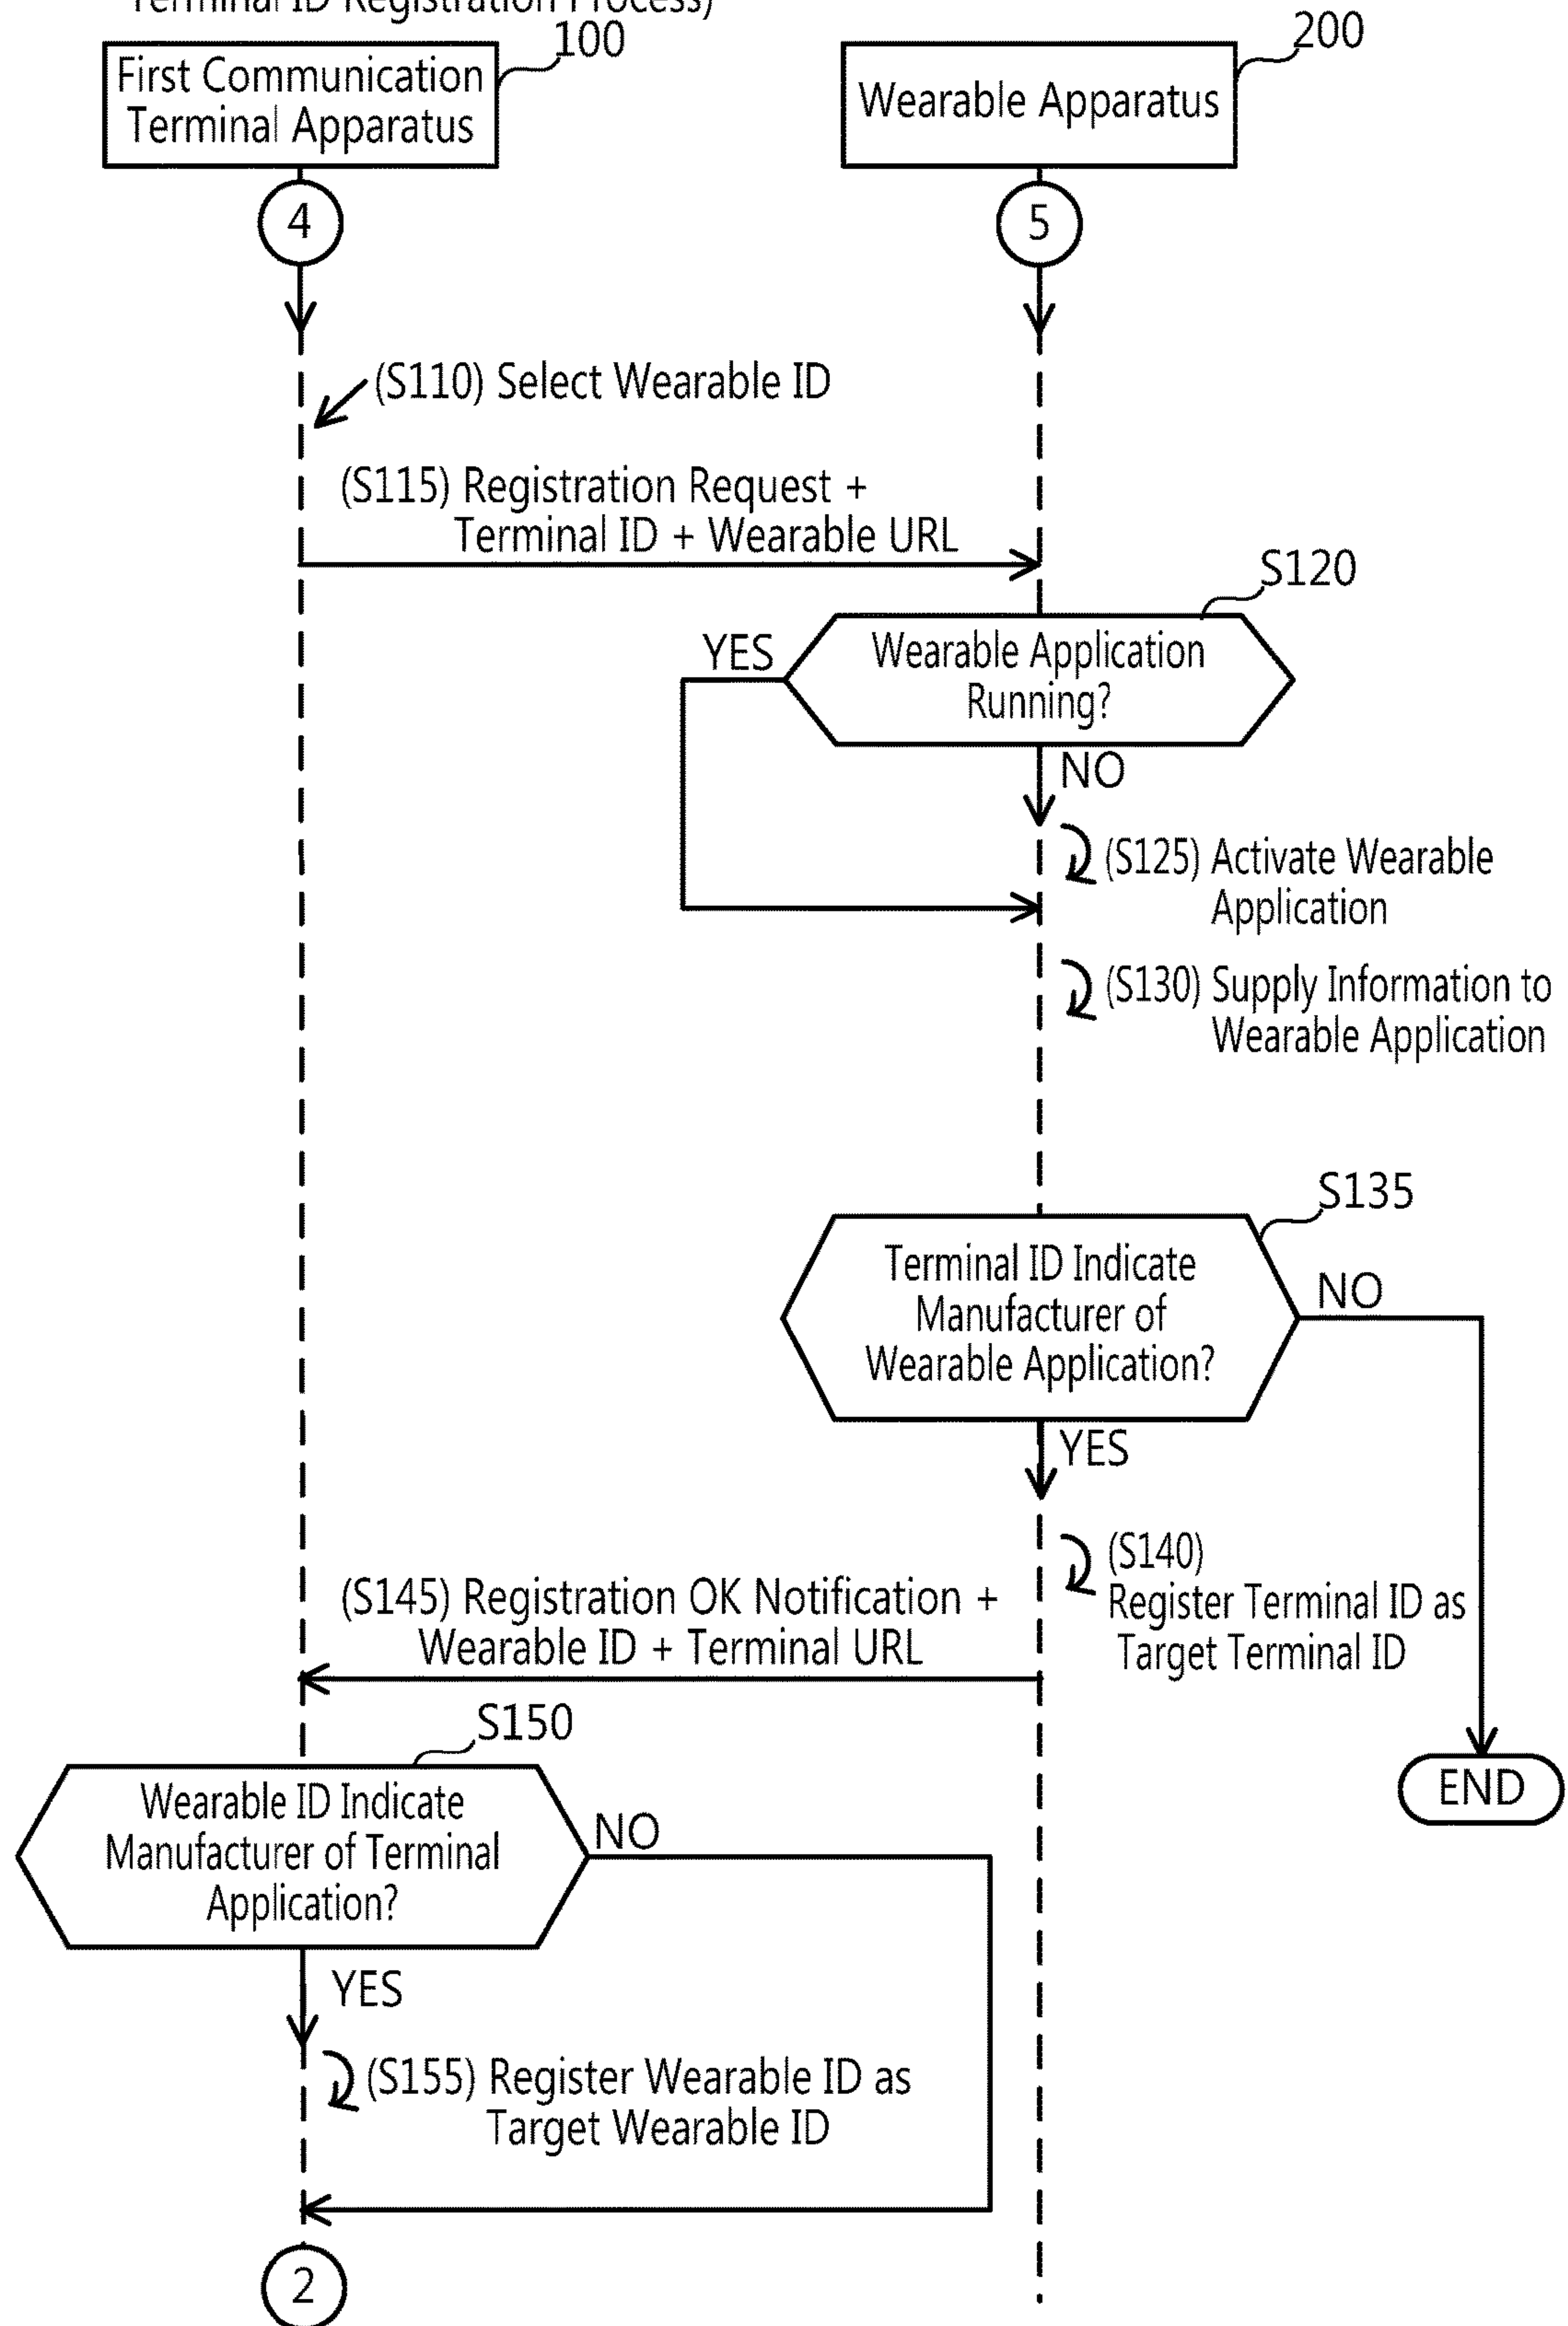 Terminal ID Registration Process)
100
200
First Communication
Terminal Apparatus
Wearable Apparatus
4
5
(S110) Select Wearable ID
(S115) Registration Request +
Terminal ID + Wearable URL
S120
YES
Wearable Application
Running?
NO
(S125) Activate Wearable
Application
(S130) Supply Information to
Wearable Application
S135
Terminal ID Indicate
Manufacturer of
Wearable Application?
NO
YES
(S140)
Register Terminal ID as
Target Terminal ID
(S145) Registration OK Notification +
Wearable ID + Terminal URL
S150
END
Wearable ID Indicate
Manufacturer of Terminal
Application?
NO
YES
(S155) Register Wearable ID as
Target Wearable ID
2